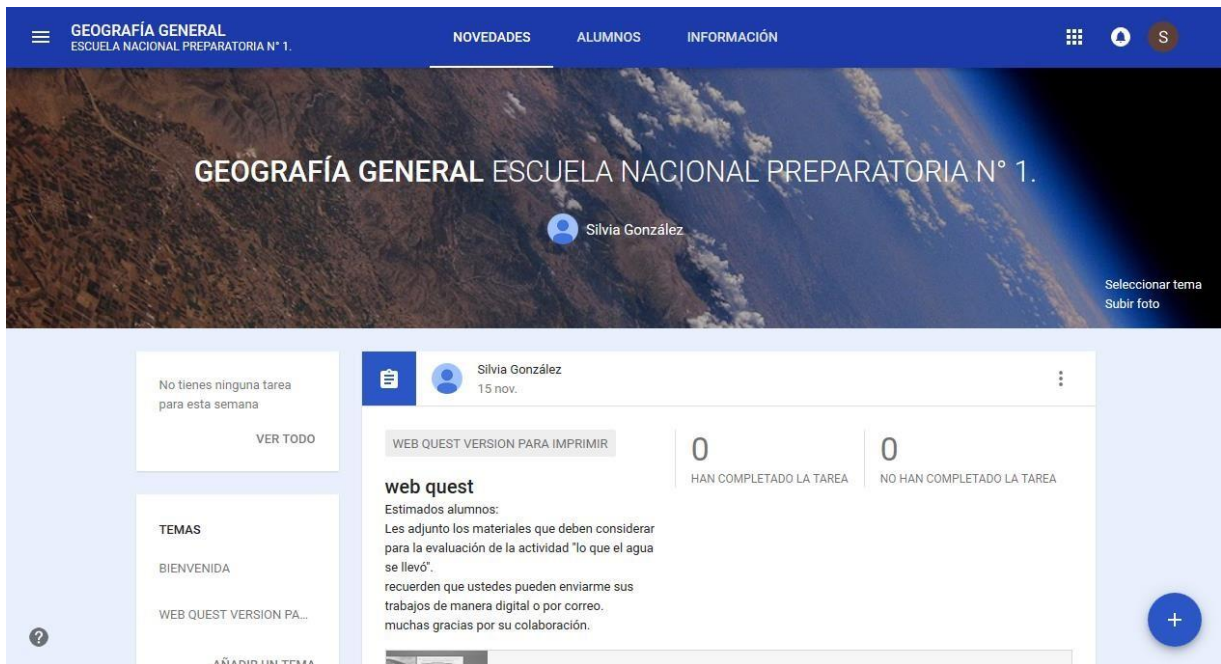 GEOGRAFÍA GENERAL
ESCUELA NACIONAL PREPARATORIA N° 1.
NOVEDADES
ALUMNOS
INFORMACIÓN
S
GEOGRAFÍA GENERAL ESCUELA NACIONAL PREPARATORIA N° 1.
Silvia González
Seleccionar tema
Subir foto
No tienes ninguna tarea
para esta semana
VER TODO
TEMAS
BIENVENIDA
WEB QUEST VERSION PA...
AÑADIR UN TEMA
Silvia González
15 nov.
WEB QUEST VERSION PARA IMPRIMIR
web quest
Estimados alumnos:
Les adjunto los materiales que deben considerar
para la evaluación de la actividad "lo que el agua
se llevó".
recuerden que ustedes pueden enviarme sus
trabajos de manera digital o por correo.
muchas gracias por su colaboración.
0
HAN COMPLETADO LA TAREA
0
NO HAN COMPLETADO LA TAREA
+
?